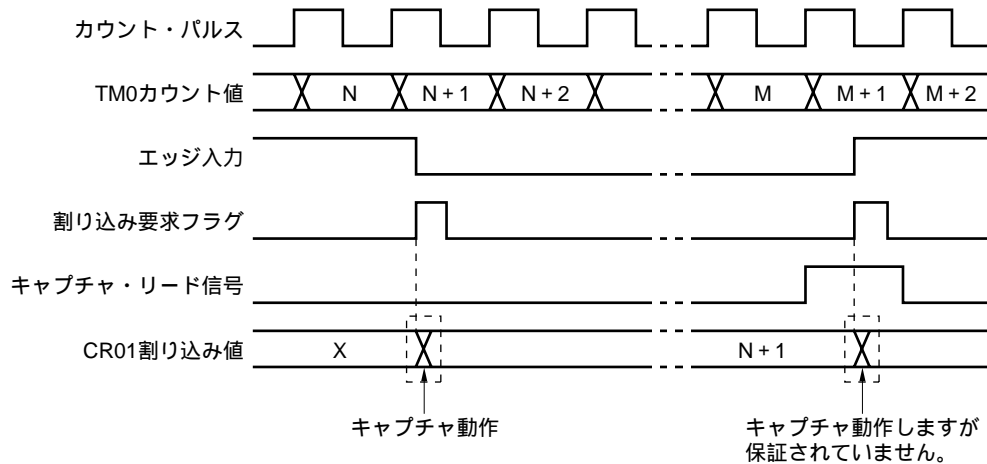 カウント・パルス
TM0カウント値
N
N + 1
N + 2
M
M + 1
M + 2
エッジ入力
割り込み要求フラグ
キャプチャ・リード信号
CR01割り込み値
X
N + 1
キャプチャ動作
キャプチャ動作しますが
保証されていません。